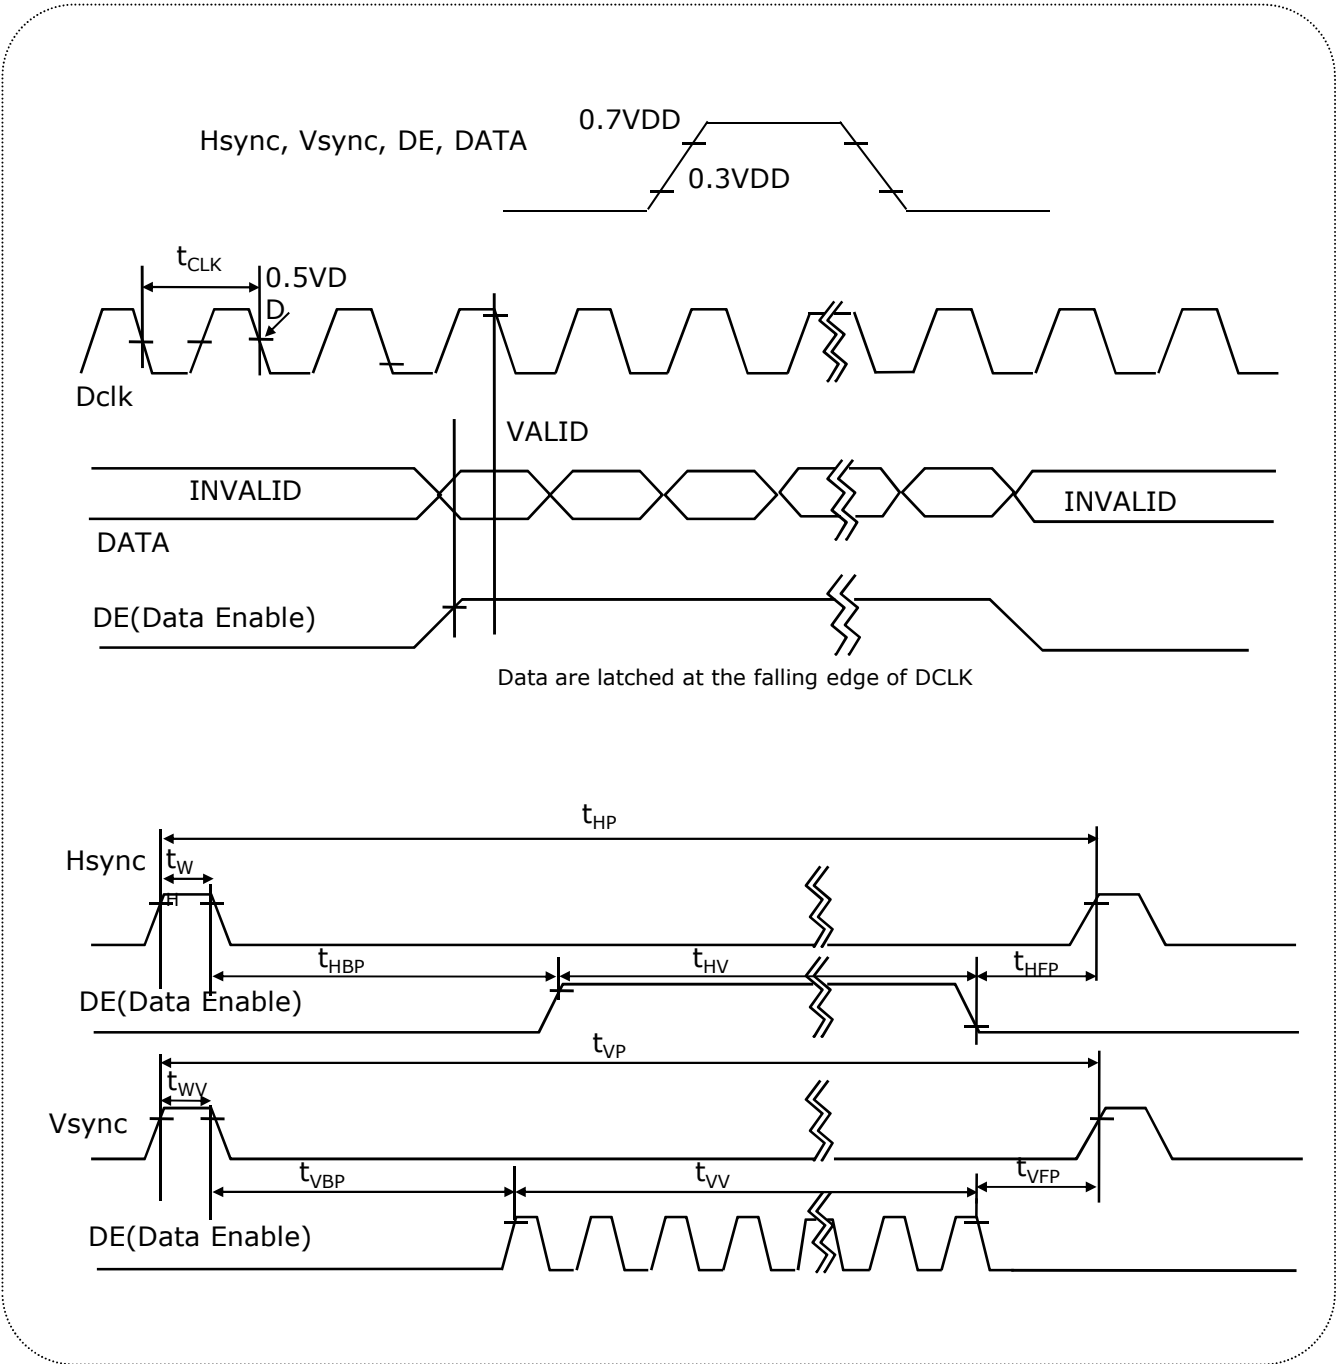 0.7VDD
Hsync, Vsync, DE, DATA
0.3VDD
tCLK
0.5VD
D
Dclk
VALID
INVALID
INVALID
DATA
DE(Data Enable)
Data are latched at the falling edge of DCLK
tHP
Hsync
tW
H
tHBP
tHV
tHFP
DE(Data Enable)
tVP
tWV
Vsync
tVBP
tVV
tVFP
DE(Data Enable)